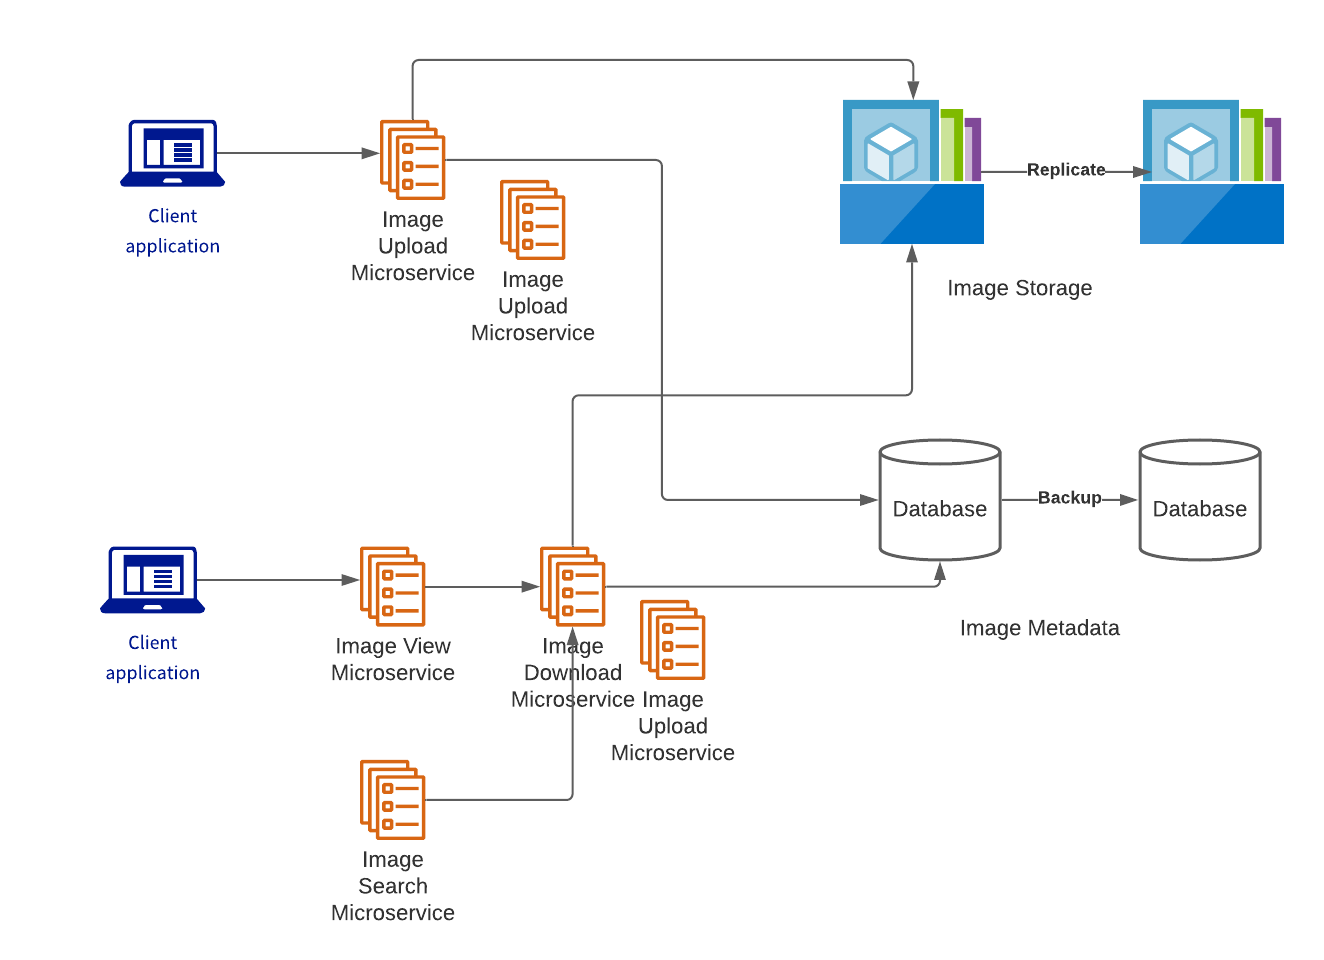 Replicate
Client
application
Image
Upload
Microservice
Image
Upload
Microservice
Image Storage
Database
Backup
Database
Image Metadata
Client
application
Image View
Microservice
Image
Download
Microservice
Image
Upload
Microservice
Image
Search
Microservice